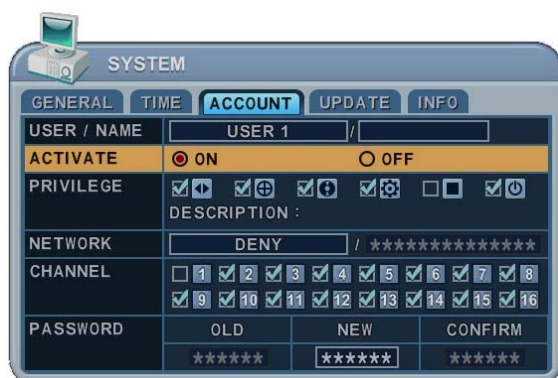 SYSTEM
GENERAL TIME ACCOUNT UPDATE INFO
USER / NAME USER 1 /
ACTIVATE ON OFF
PRIVILEGE
DESCRIPTION :
NETWORK DENY / **************
CHANNEL 1 2 3 4 5 6 7 8
9 10 11 12 13 14 15 16
PASSWORD OLD NEW CONFIRM
****** ****** ******